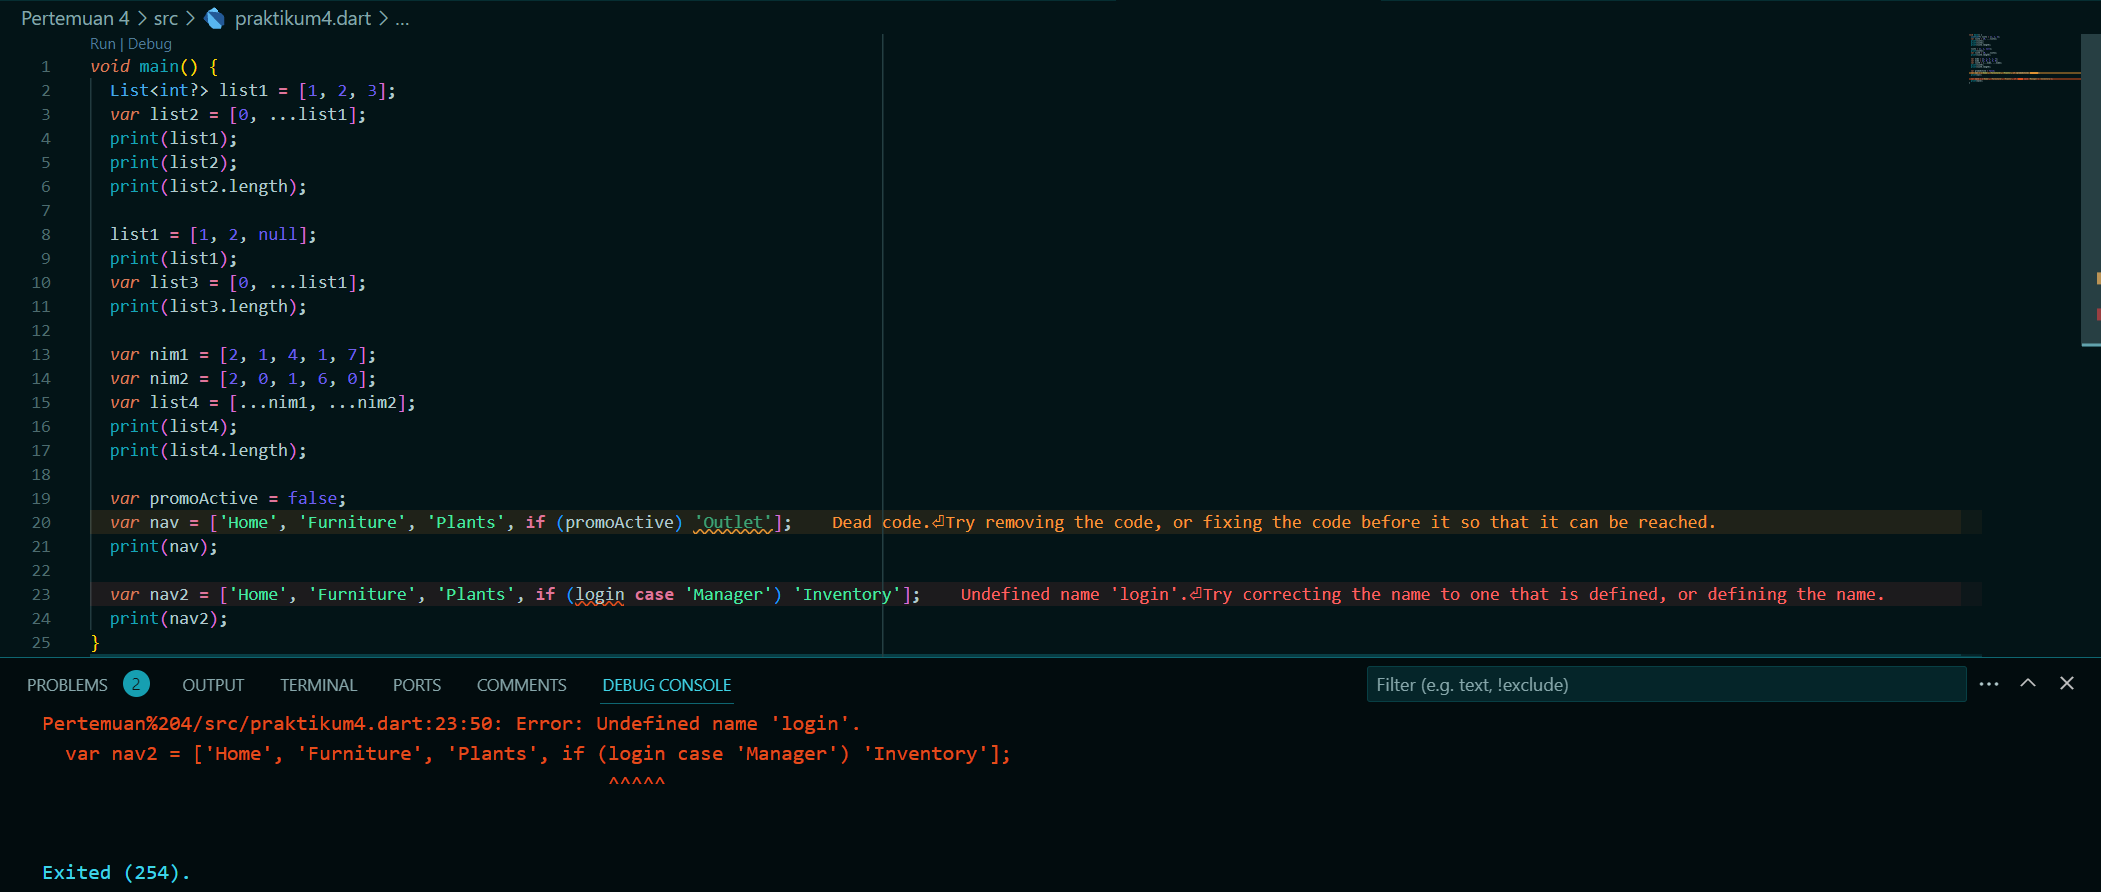 Pertemuan 4 > src > praktikum4.dart > ...
Run | Debug
1 void main() {
2 List<int?> list1 = [1, 2, 3];
3 var list2 = [0, ...list1];
4 print(list1);
5 print(list2);
6 print(list2.length);
7
8 list1 = [1, 2, null];
9 print(list1);
10 var list3 = [0, ...list1];
11 print(list3.length);
12
13 var nim1 = [2, 1, 4, 1, 7];
14 var nim2 = [2, 0, 1, 6, 0];
15 var list4 = [...nim1, ...nim2];
16 print(list4);
17 print(list4.length);
18
19 var promoActive = false;
20 var nav = ['Home', 'Furniture', 'Plants', if (promoActive) 'Outlet']; Dead code.⏎Try removing the code, or fixing the code before it so that it can be reached.
21 print(nav);
22
23 var nav2 = ['Home', 'Furniture', 'Plants', if (login case 'Manager') 'Inventory']; Undefined name 'login'.⏎Try correcting the name to one that is defined, or defining the name.
24 print(nav2);
25 }
PROBLEMS 2 OUTPUT TERMINAL PORTS COMMENTS DEBUG CONSOLE Filter (e.g. text, !exclude)
Pertemuan%204/src/praktikum4.dart:23:50: Error: Undefined name 'login'.
var nav2 = ['Home', 'Furniture', 'Plants', if (login case 'Manager') 'Inventory'];
^^^^^
Exited (254).